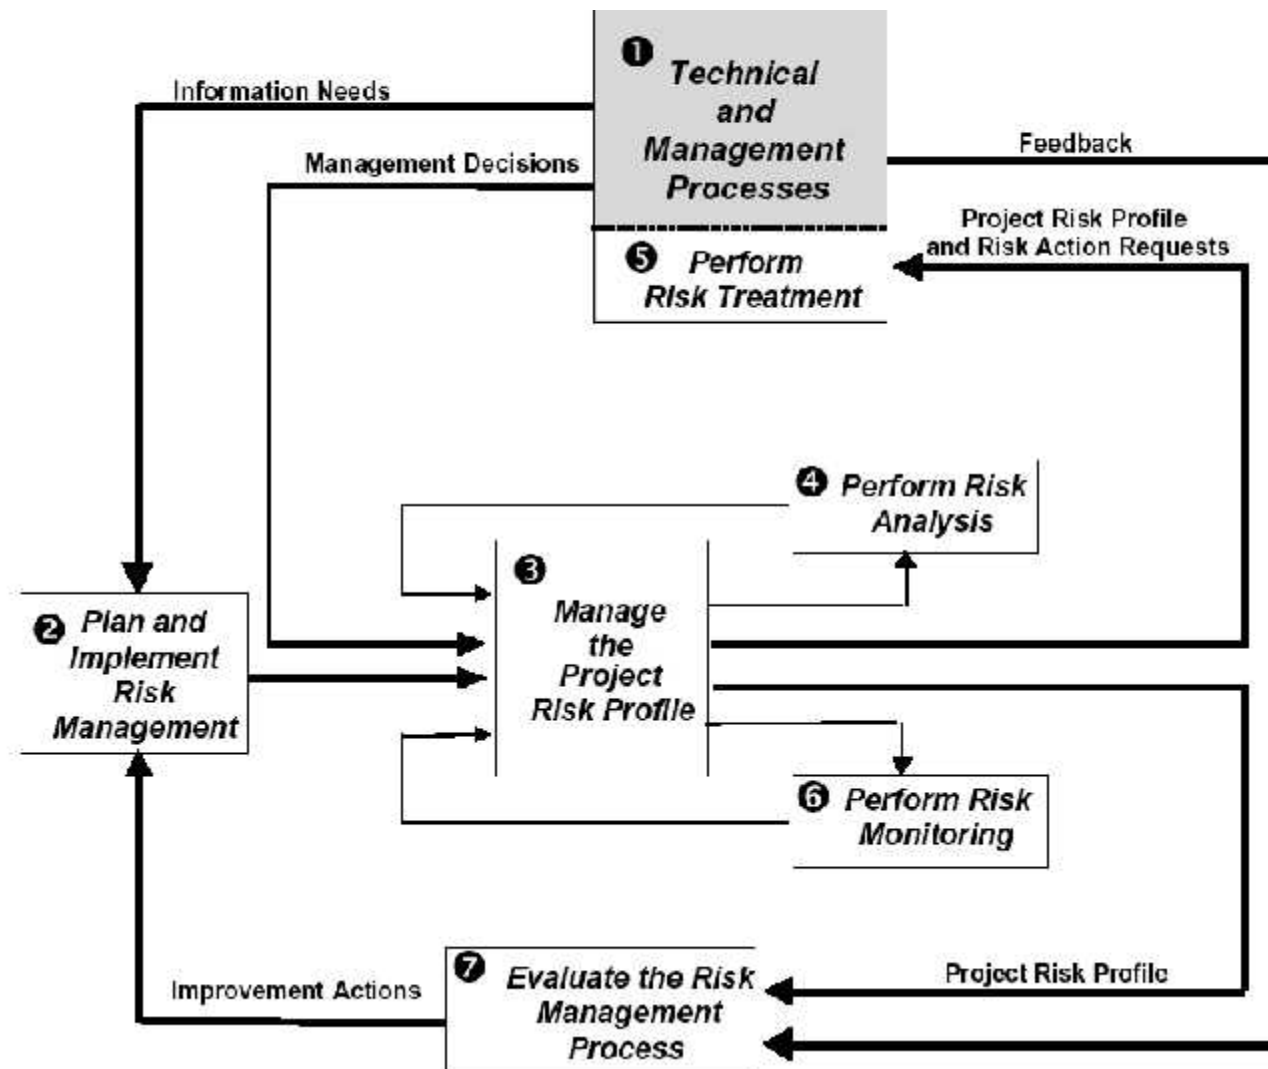 ❶
Technical
and
Management
Processes
Information Needs
Management Decisions
Feedback
Project Risk Profile
and Risk Action Requests
❺ Perform
Risk Treatment
❹ Perform Risk
Analysis
❸
Manage
the
Project
Risk Profile
❷ Plan and
Implement
Risk
Management
❻ Perform Risk
Monitoring
❼ Evaluate the Risk
Management
Process
Project Risk Profile
Improvement Actions